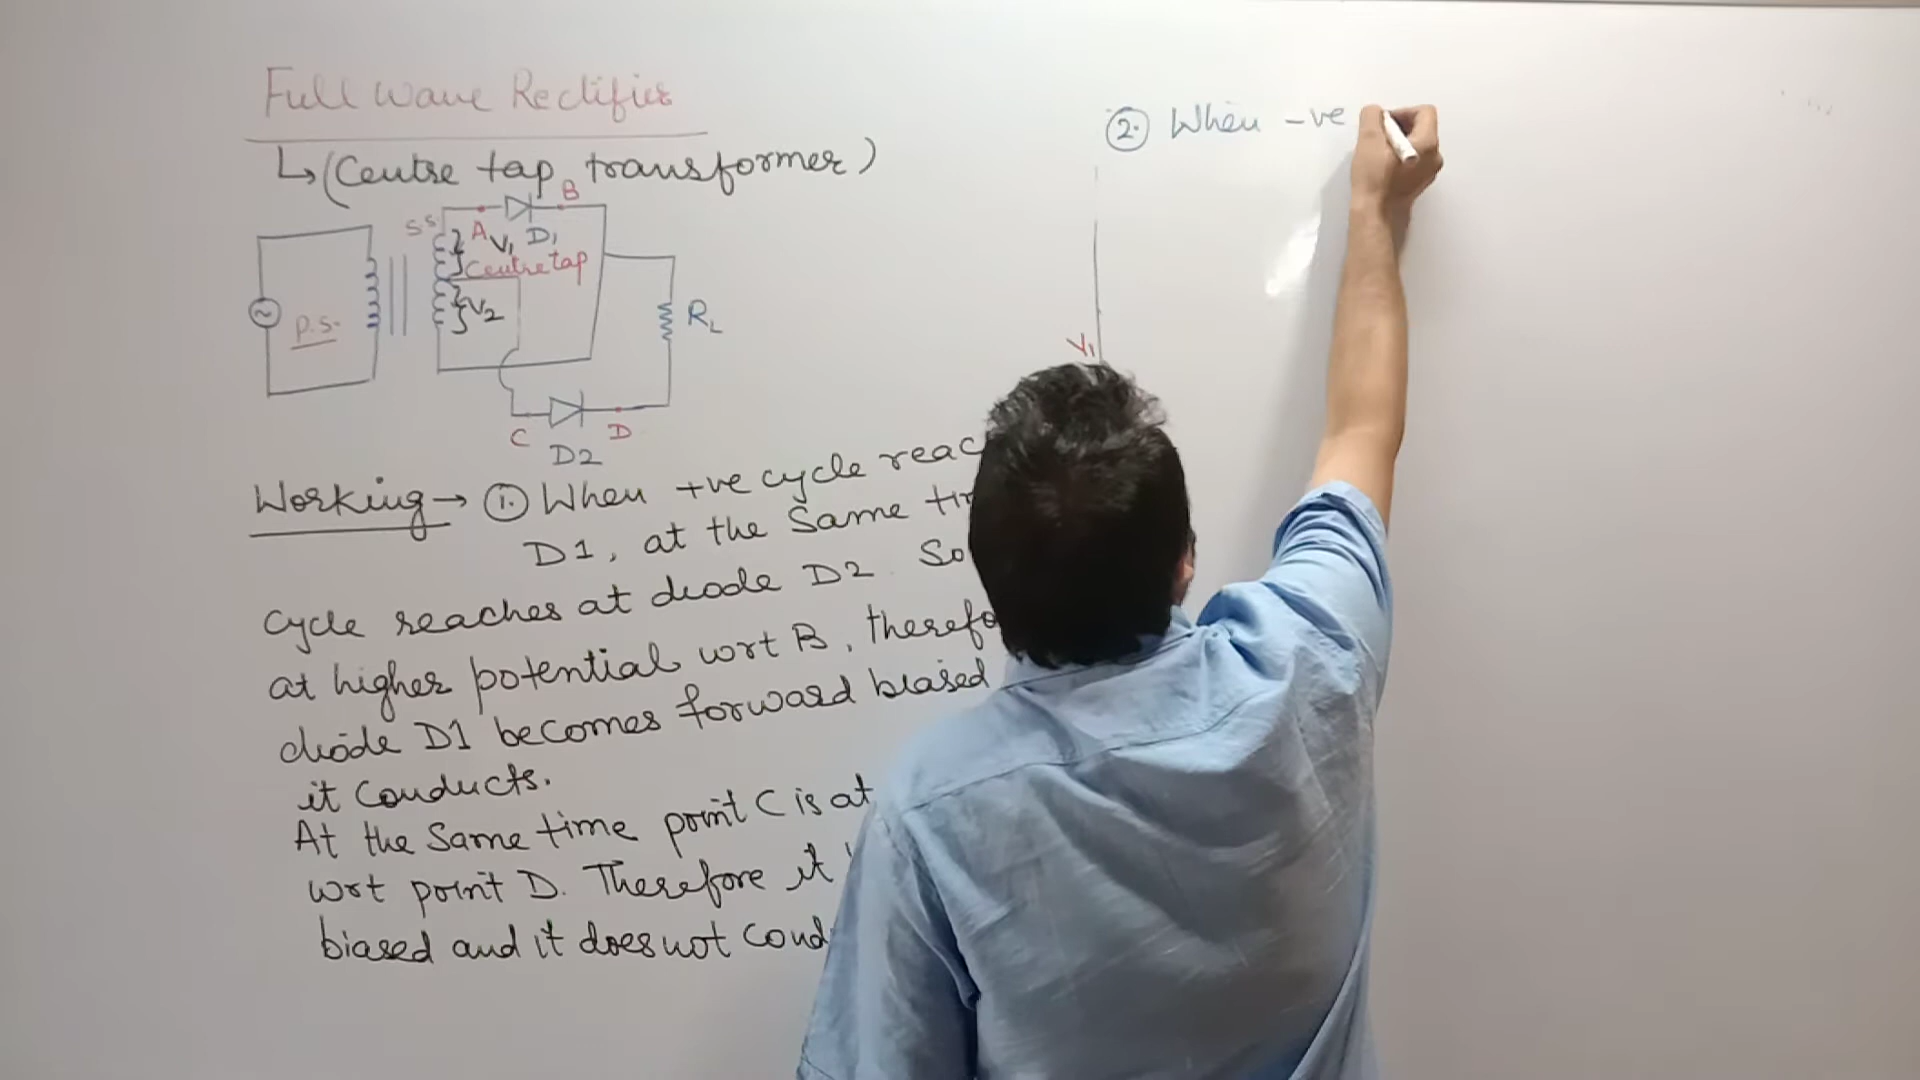 Full Wave Rectifier
↳ (Centre tap transformer)
S.S.
A
B
V1
D1
Centre tap
V2
P.S.
RL
C
D
D2
Working → ①. When +ve cycle reac
D1, at the same tim
cycle reaches at diode D2. So
at higher potential wrt B, therefo
diode D1 becomes forward biased
it conducts.
At the same time point C is at
wrt point D. Therefore it
biased and it does not cond
②. When -ve
V1